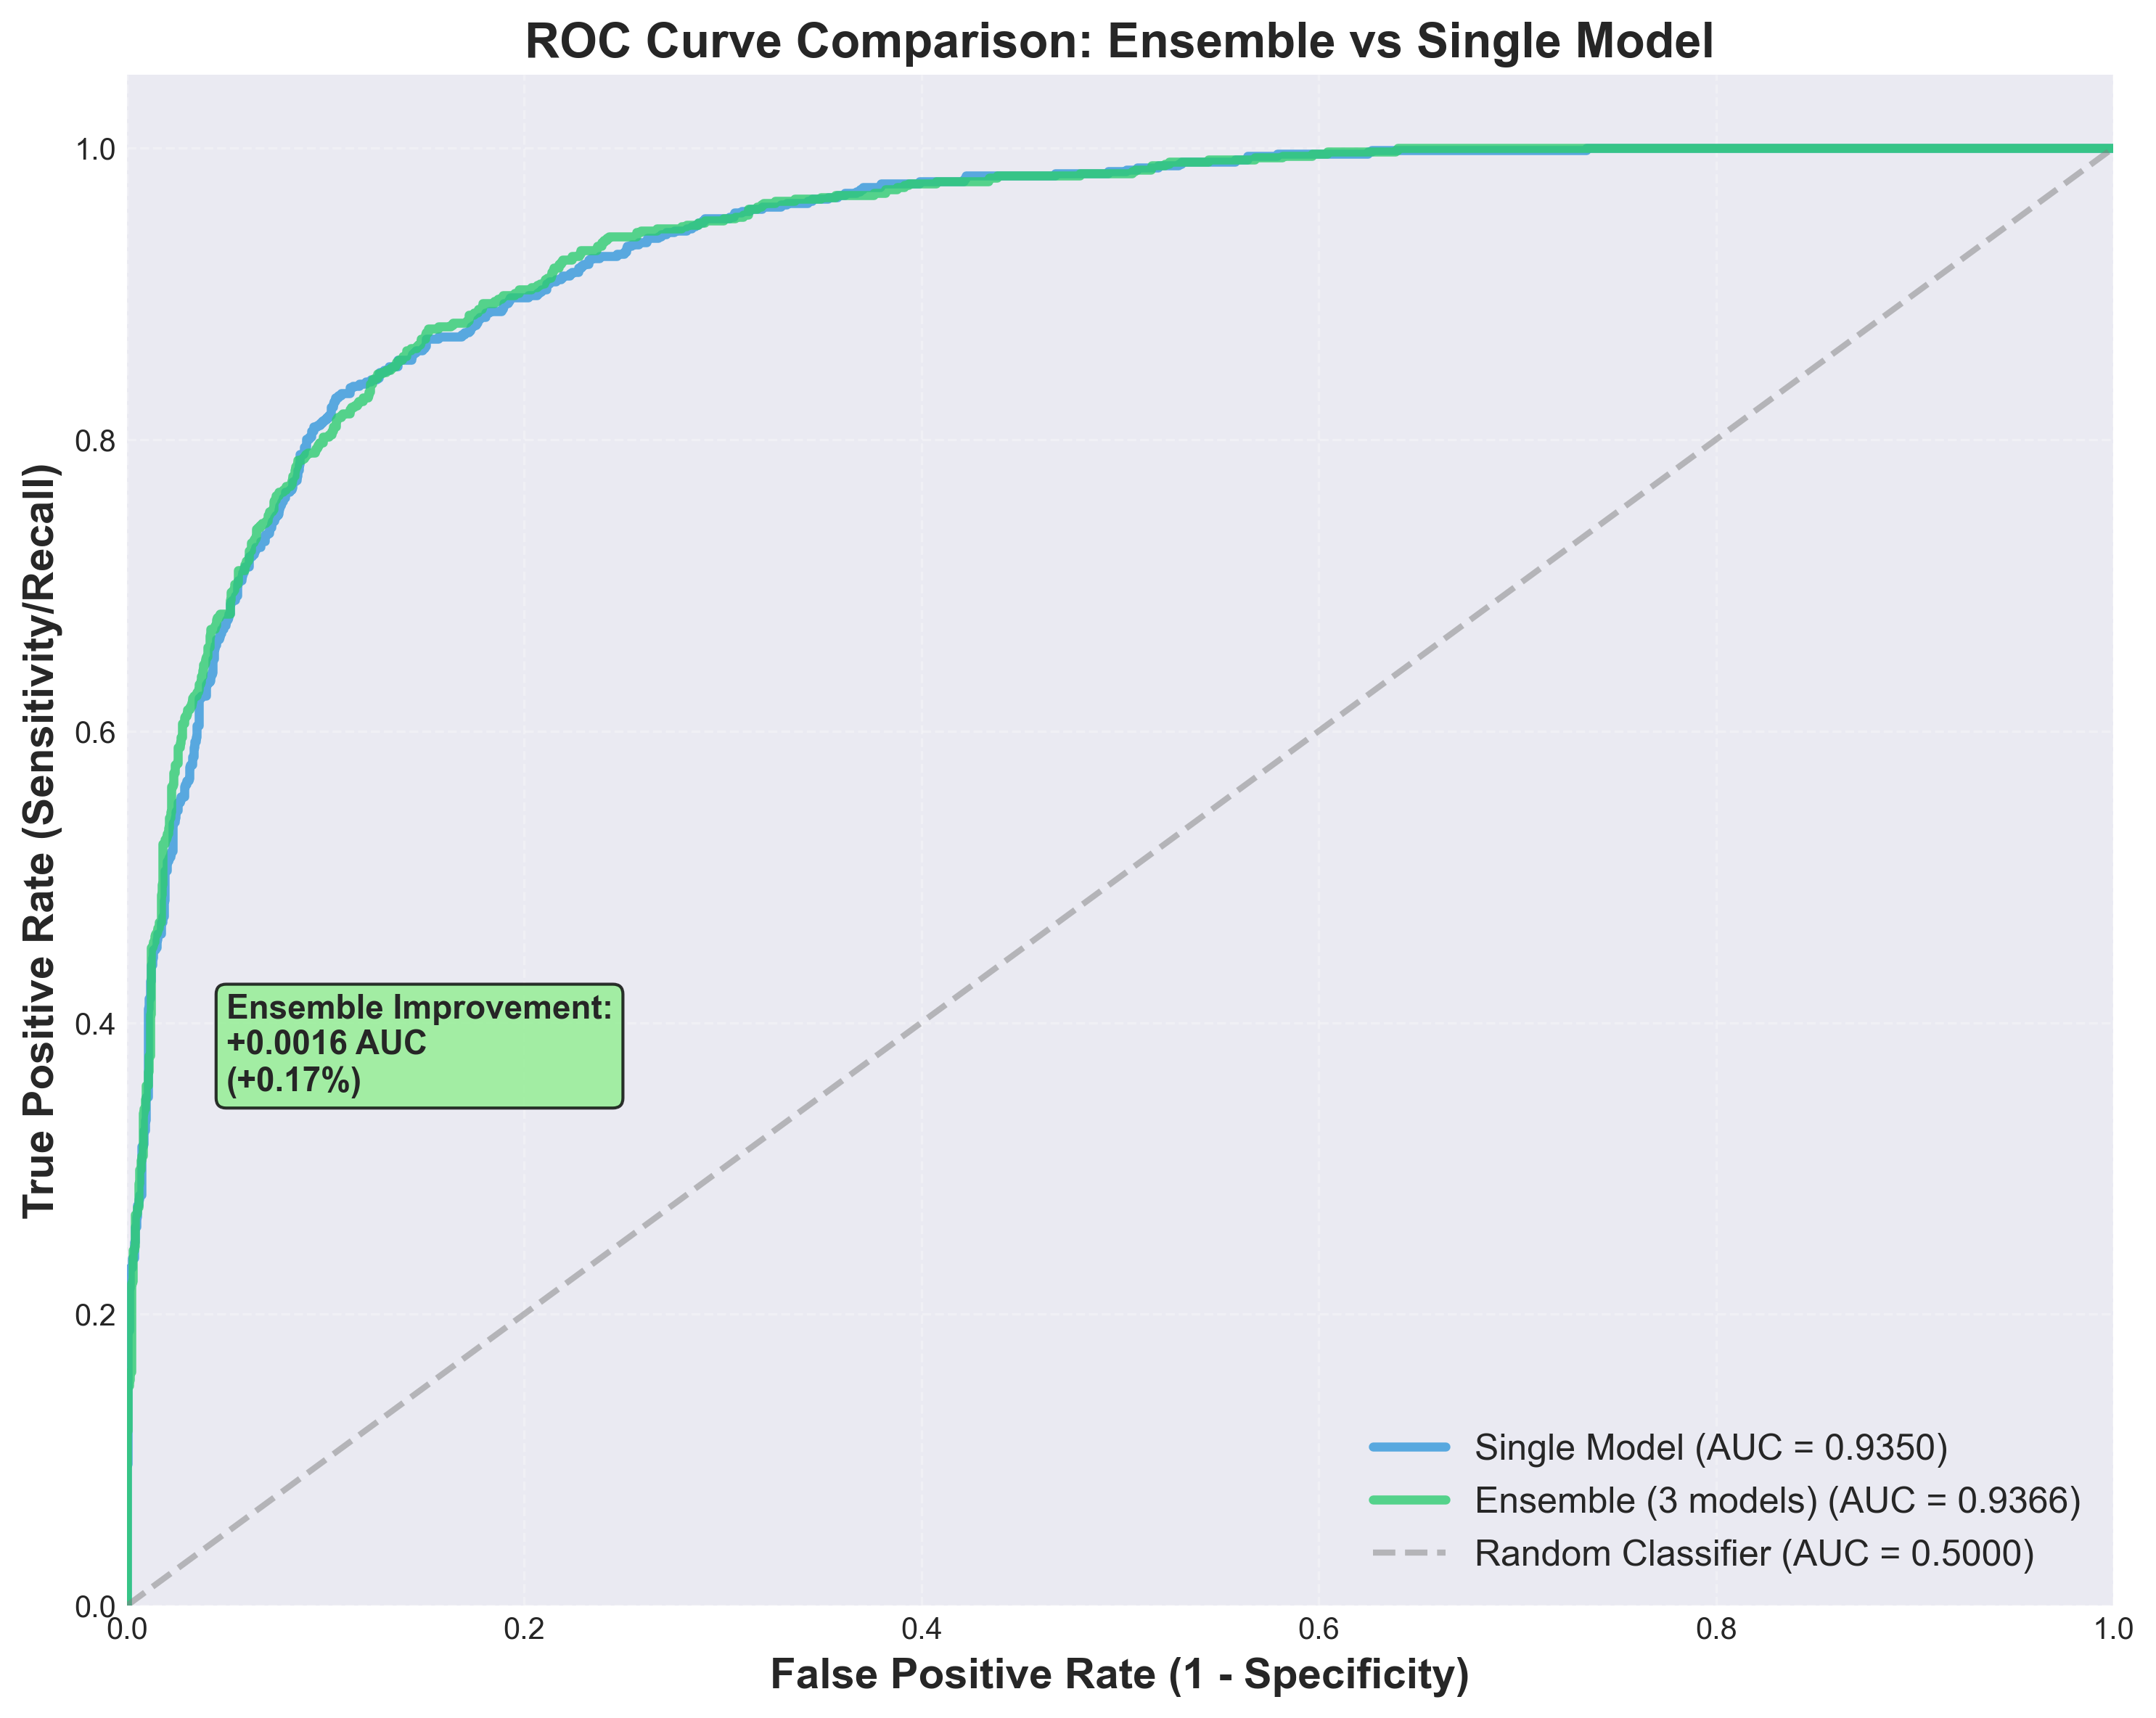 ROC Curve Comparison: Ensemble vs Single Model
True Positive Rate (Sensitivity/Recall)
1.0
0.8
0.6
0.4
0.2
0.0
Ensemble Improvement:
+0.0016 AUC
(+0.17%)
Single Model (AUC = 0.9350)
Ensemble (3 models) (AUC = 0.9366)
Random Classifier (AUC = 0.5000)
0.0 0.2 0.4 0.6 0.8 1.0
False Positive Rate (1 - Specificity)